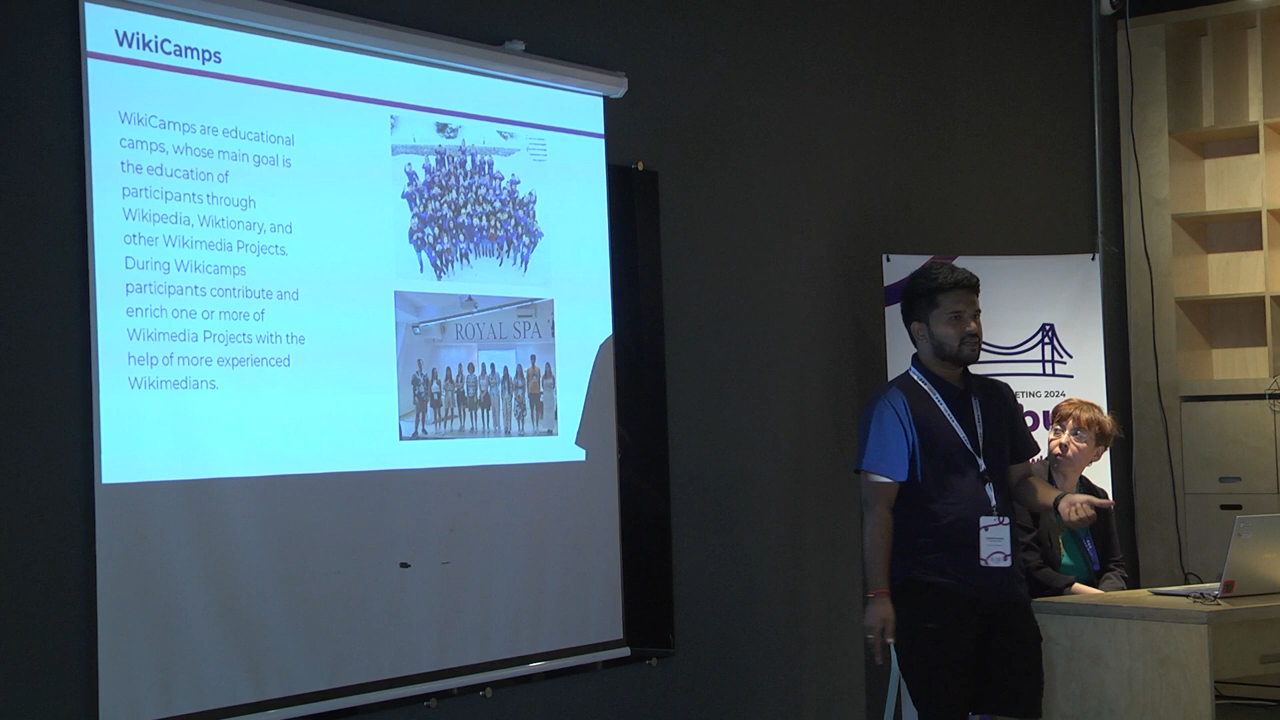 WikiCamps
WikiCamps are educational
camps, whose main goal is
the education of
participants through
Wikipedia, Wiktionary, and
other Wikimedia Projects.
During Wikicamps
participants contribute and
enrich one or more of
Wikimedia Projects with the
help of more experienced
Wikimedians.
ROYAL SPA
ETING 2024
bu